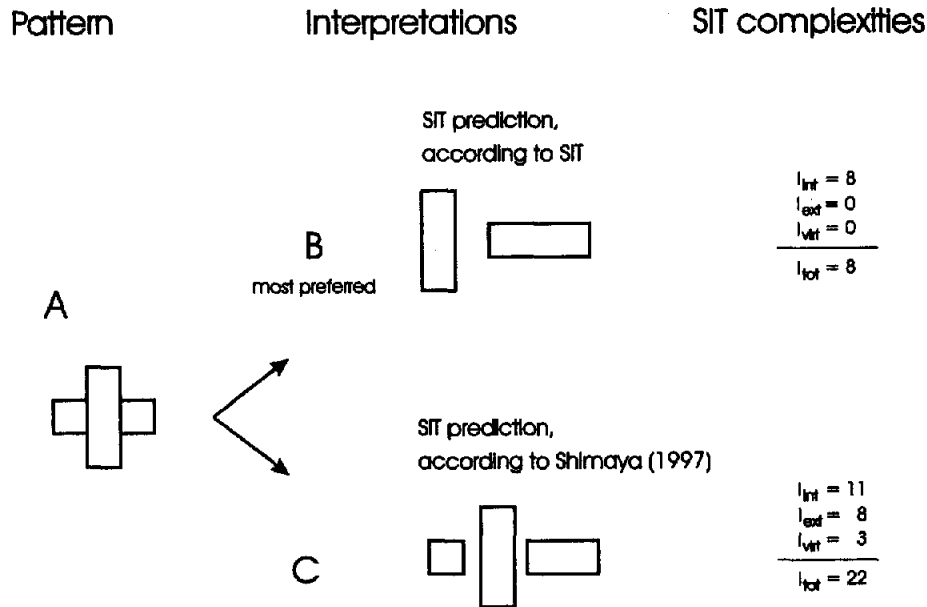 Pattern Interpretations SIT complexities
SIT prediction,
according to SIT
B
most preferred
I_int = 8
I_ext = 0
I_virt = 0
I_tot = 8
A
SIT prediction,
according to Shimaya (1997)
C
I_int = 11
I_ext = 8
I_virt = 3
I_tot = 22